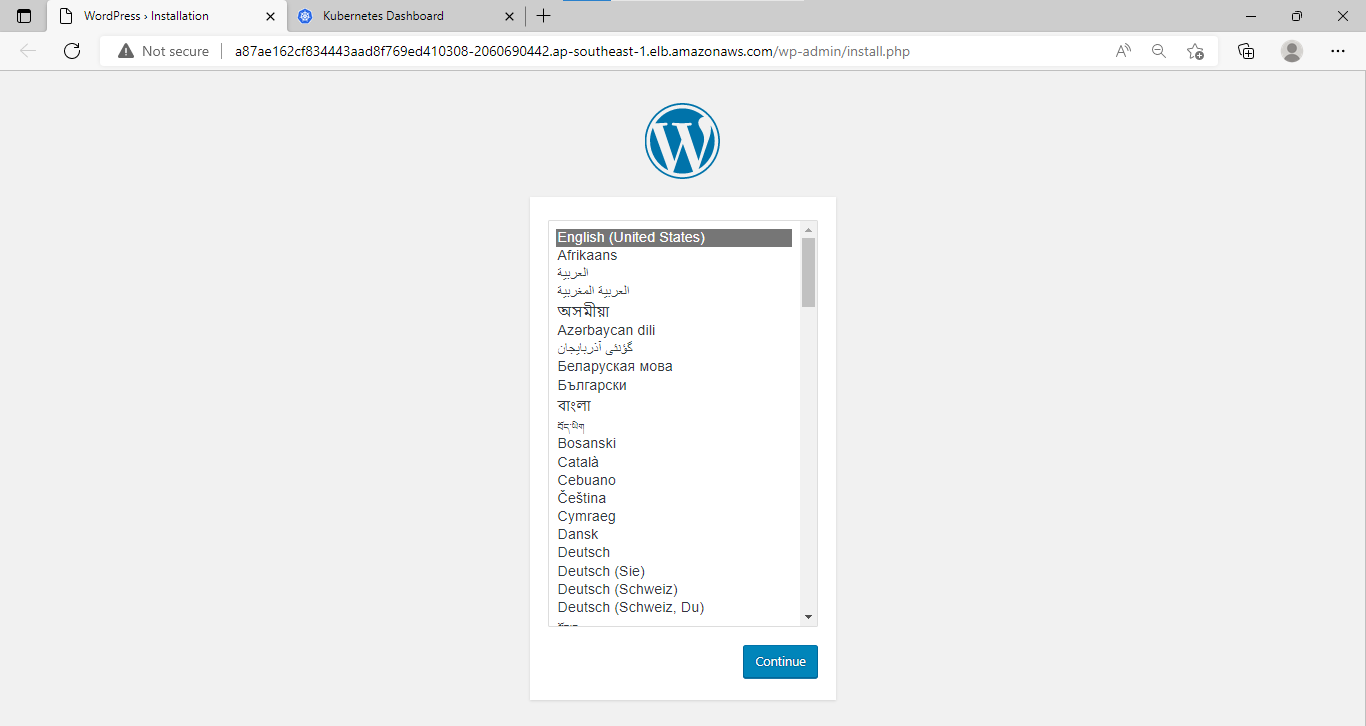 WordPress › Installation
Kubernetes Dashboard
Not secure
a87ae162cf834443aad8f769ed410308-2060690442.ap-southeast-1.elb.amazonaws.com/wp-admin/install.php
English (United States)
Afrikaans
العربية
العربية المغربية
অসমীয়া
Azərbaycan dili
گؤنئی آذربایجان
Беларуская мова
Български
বাংলা
བོད་ཡིག
Bosanski
Català
Cebuano
Čeština
Cymraeg
Dansk
Deutsch
Deutsch (Sie)
Deutsch (Schweiz)
Deutsch (Schweiz, Du)
Continue